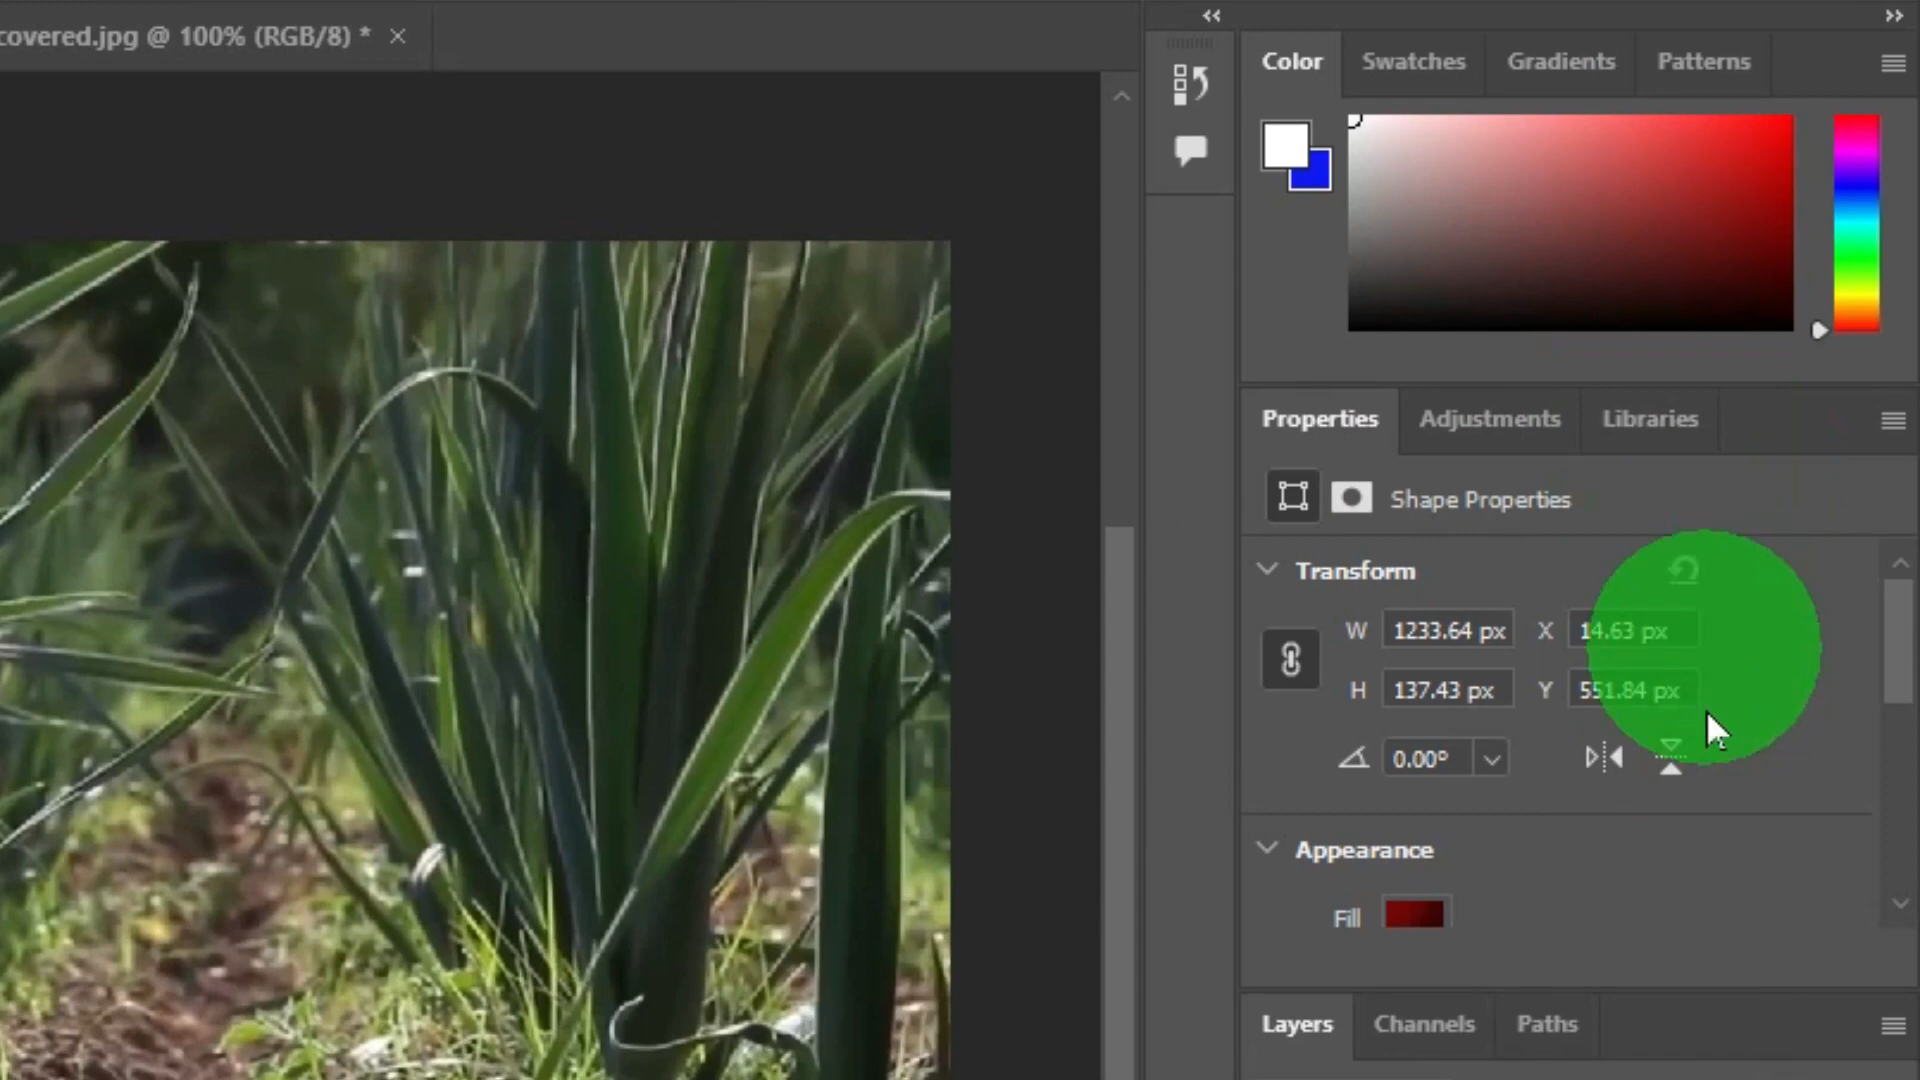 covered.jpg @ 100% (RGB/8) *
Color Swatches Gradients Patterns
Properties Adjustments Libraries
Shape Properties
Transform
W 1233.64 px X 14.63 px
H 137.43 px Y 551.84 px
0.00º
Appearance
Fill
Layers Channels Paths